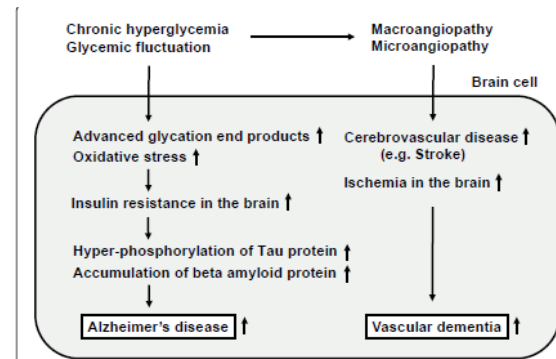 Chronic hyperglycemia
Glycemic fluctuation
Macroangiopathy
Microangiopathy
Brain cell
Advanced glycation end products
Oxidative stress
Cerebrovascular disease
(e.g. Stroke)
Ischemia in the brain
Insulin resistance in the brain
Hyper-phosphorylation of Tau protein
Accumulation of beta amyloid protein
Alzheimer's disease
Vascular dementia